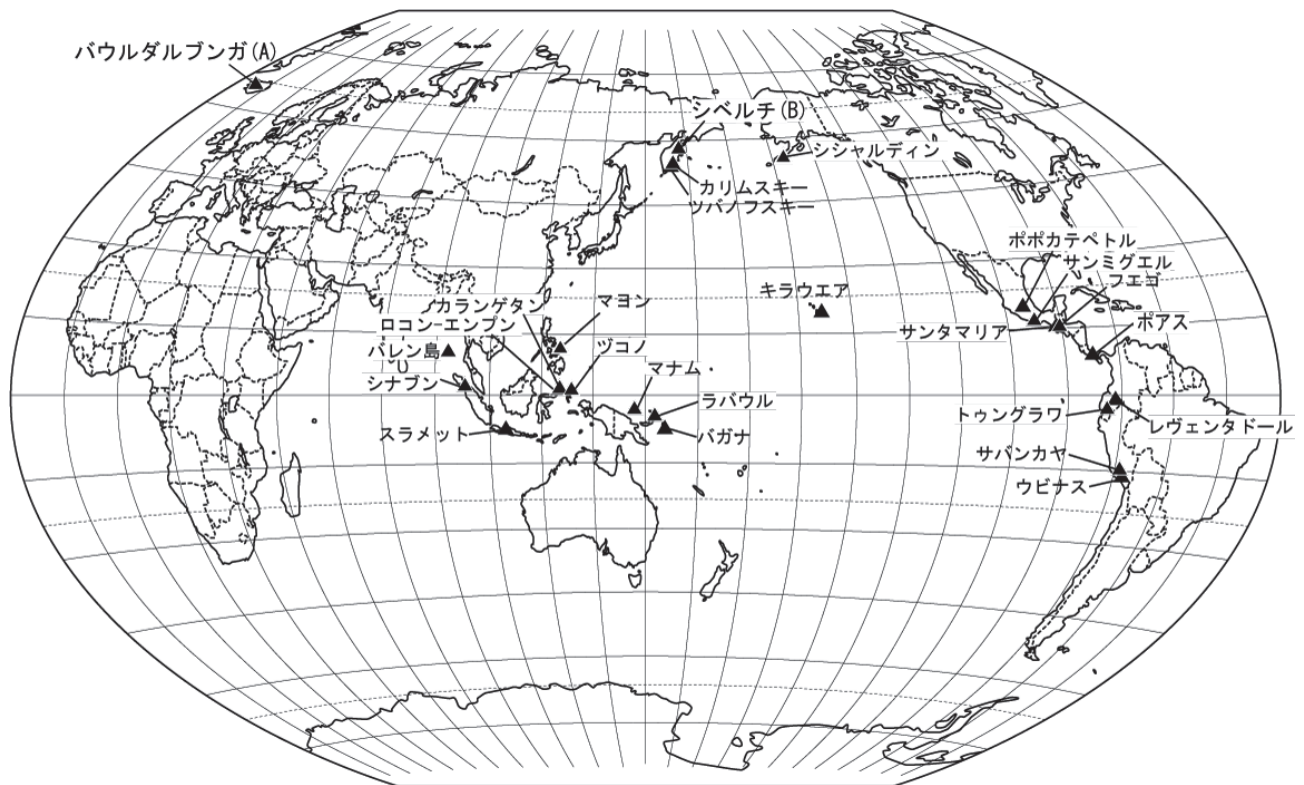 バウルダルブンガ(A)
シベルチ(B)
シシャルディン
カリムスキー
ヅバノフスキー
ポポカテペトル
サンミグエル
フエゴ
キラウエア
カランゲタン
マヨン
サンタマリア
ポアス
ロコン-エンプン
バレン島
ヅコノ
マナム
シナブン
ラバウル
トゥングラワ
レヴェンタドール
スラメット
バガナ
サバンカヤ
ウビナス